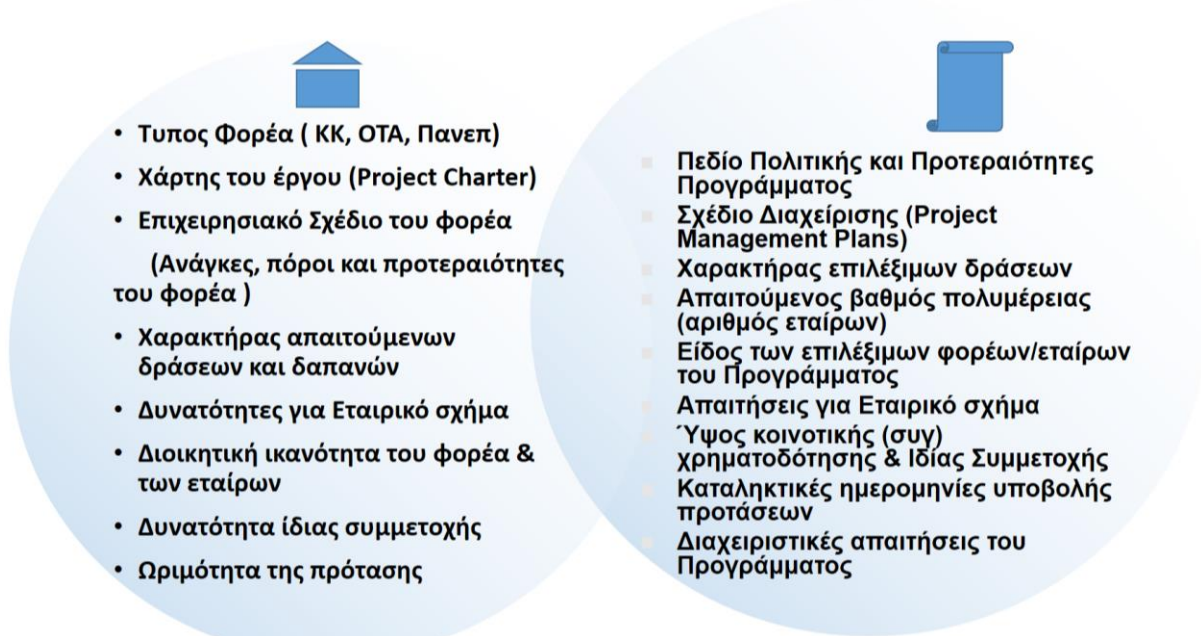 • Τυπος Φορέα ( ΚΚ, ΟΤΑ, Πανεπ)
• Χάρτης του έργου (Project Charter)
• Επιχειρησιακό Σχέδιο του φορέα
(Ανάγκες, πόροι και προτεραιότητες
του φορέα )
• Χαρακτήρας απαιτούμενων
δράσεων και δαπανών
• Δυνατότητες για Εταιρικό σχήμα
• Διοικητική ικανότητα του φορέα &
των εταίρων
• Δυνατότητα ίδιας συμμετοχής
• Ωριμότητα της πρότασης
Πεδίο Πολιτικής και Προτεραιότητες
Προγράμματος
Σχέδιο Διαχείρισης (Project
Management Plans)
Χαρακτήρας επιλέξιμων δράσεων
Απαιτούμενος βαθμός πολυμέρειας
(αριθμός εταίρων)
Είδος των επιλέξιμων φορέων/εταίρων
του Προγράμματος
Απαιτήσεις για Εταιρικό σχήμα
Ύψος κοινοτικής (συγ)
χρηματοδότησης & Ιδίας Συμμετοχής
Καταληκτικές ημερομηνίες υποβολής
προτάσεων
Διαχειριστικές απαιτήσεις του
Προγράμματος